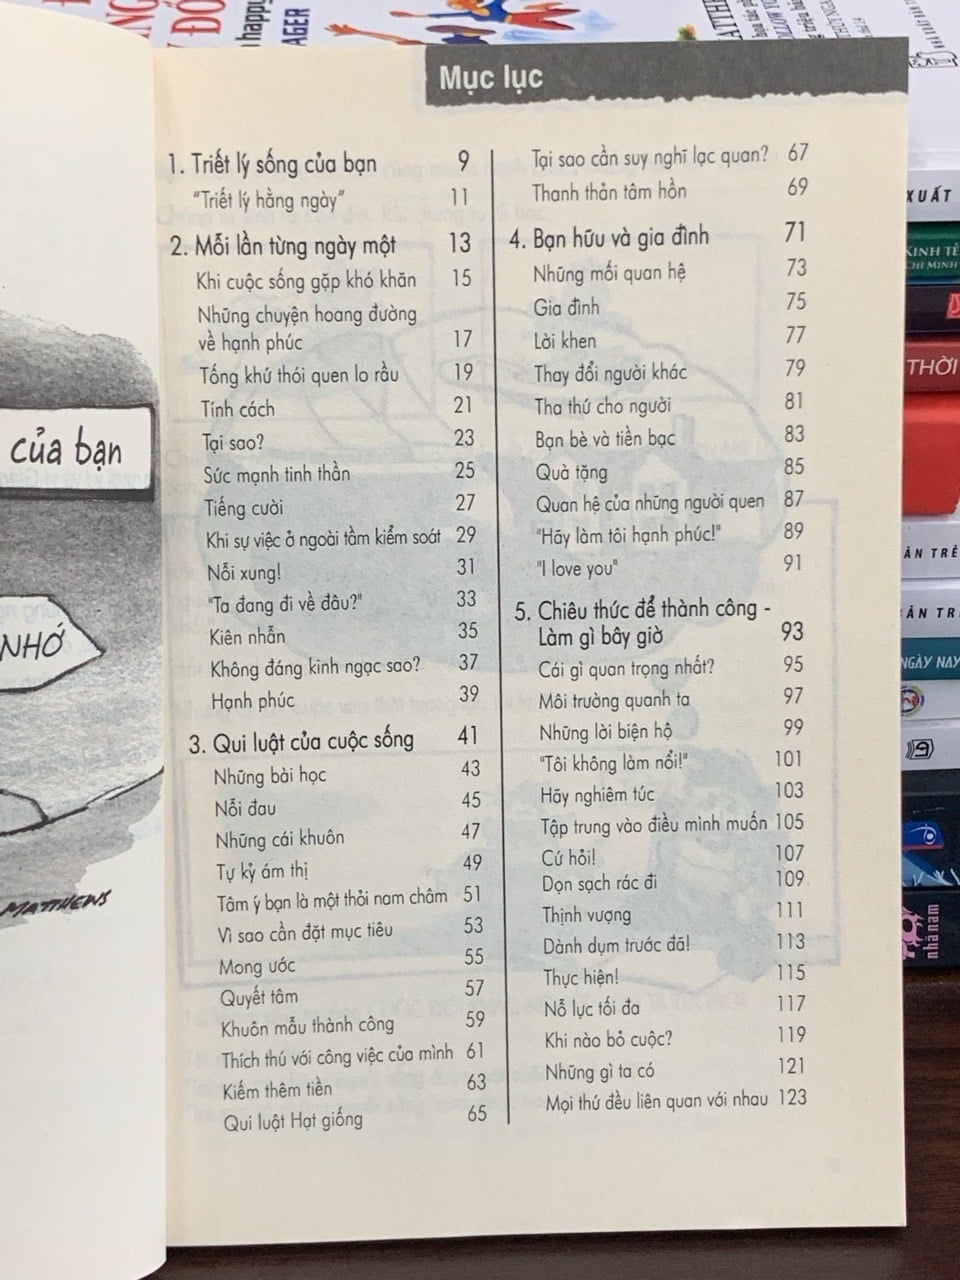 Mục lục
1. Triết lý sống của bạn 9
"Triết lý hằng ngày" 11
2. Mỗi lần từng ngày một 13
Khi cuộc sống gặp khó khăn 15
Những chuyện hoang đường
về hạnh phúc 17
Tống khứ thói quen lo rầu 19
Tính cách 21
Tại sao? 23
Sức mạnh tinh thần 25
Tiếng cười 27
Khi sự việc ở ngoài tầm kiểm soát 29
Nổi xung! 31
"Ta đang đi về đâu?" 33
Kiên nhẫn 35
Không đáng kinh ngạc sao? 37
Hạnh phúc 39
3. Qui luật của cuộc sống 41
Những bài học 43
Nỗi đau 45
Những cái khuôn 47
Tự kỷ ám thị 49
Tâm ý bạn là một thỏi nam châm 51
Vì sao cần đặt mục tiêu 53
Mong ước 55
Quyết tâm 57
Khuôn mẫu thành công 59
Thích thú với công việc của mình 61
Kiếm thêm tiền 63
Qui luật Hạt giống 65
Tại sao cần suy nghĩ lạc quan? 67
Thanh thản tâm hồn 69
4. Bạn hữu và gia đình 71
Những mối quan hệ 73
Gia đình 75
Lời khen 77
Thay đổi người khác 79
Tha thứ cho người 81
Bạn bè và tiền bạc 83
Quà tặng 85
Quan hệ của những người quen 87
"Hãy làm tôi hạnh phúc!" 89
"I love you" 91
5. Chiêu thức để thành công -
Làm gì bây giờ 93
Cái gì quan trọng nhất? 95
Môi trường quanh ta 97
Những lời biện hộ 99
"Tôi không làm nổi!" 101
Hãy nghiêm túc 103
Tập trung vào điều mình muốn 105
Cứ hỏi! 107
Dọn sạch rác đi 109
Thịnh vượng 111
Dành dụm trước đã! 113
Thực hiện! 115
Nỗ lực tối đa 117
Khi nào bỏ cuộc? 119
Những gì ta có 121
Mọi thứ đều liên quan với nhau 123
của bạn
NHỚ
MATTHEWS
happy
AGER
XUẤT
KINH TẾ
CHÍ MINH
THỜI
NGÀY NAY
nhã nam